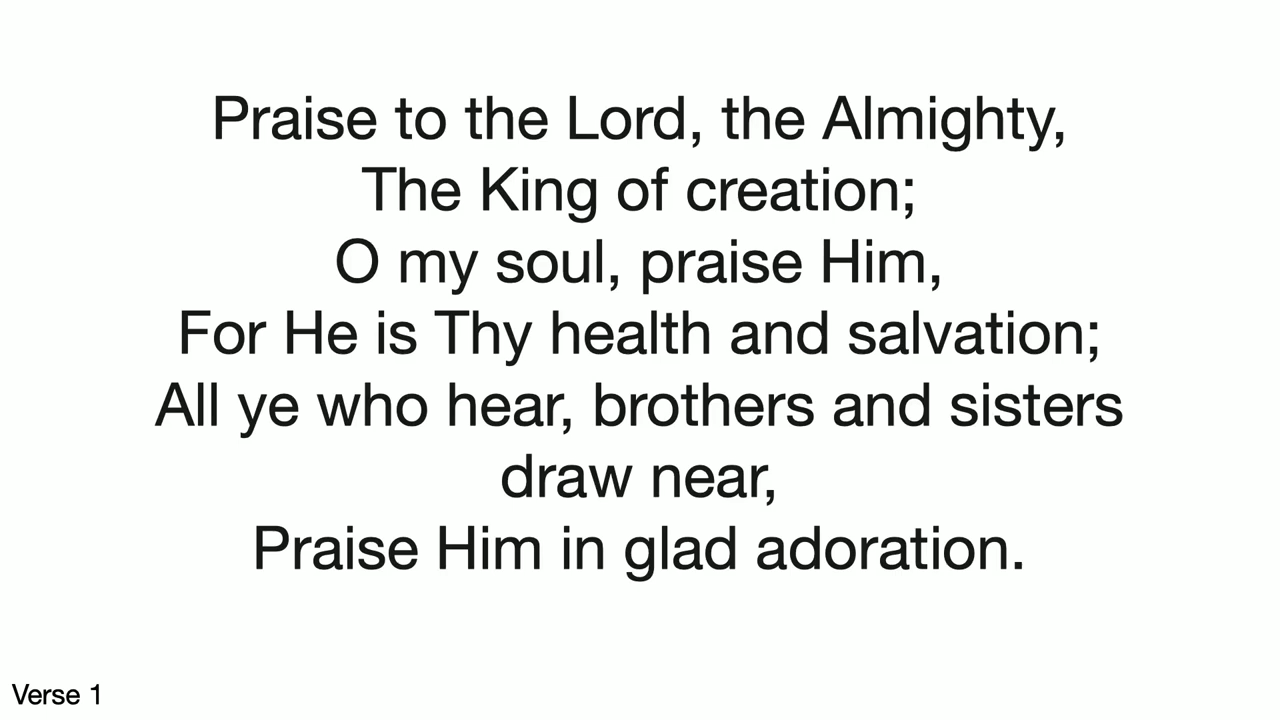 Praise to the Lord, the Almighty,
The King of creation;
O my soul, praise Him,
For He is Thy health and salvation;
All ye who hear, brothers and sisters
draw near,
Praise Him in glad adoration.
Verse 1